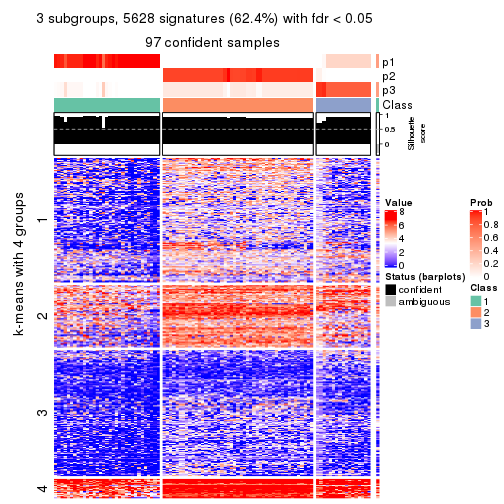 3 subgroups, 5628 signatures (62.4%) with fdr < 0.05
97 confident samples
p1
p2
p3
Class
1
0.5
0
Silhouette
score
k-means with 4 groups
1
2
3
4
Value
8
6
4
2
0
Status (barplots)
confident
ambiguous
Prob
1
0.8
0.6
0.4
0.2
0
Class
1
2
3